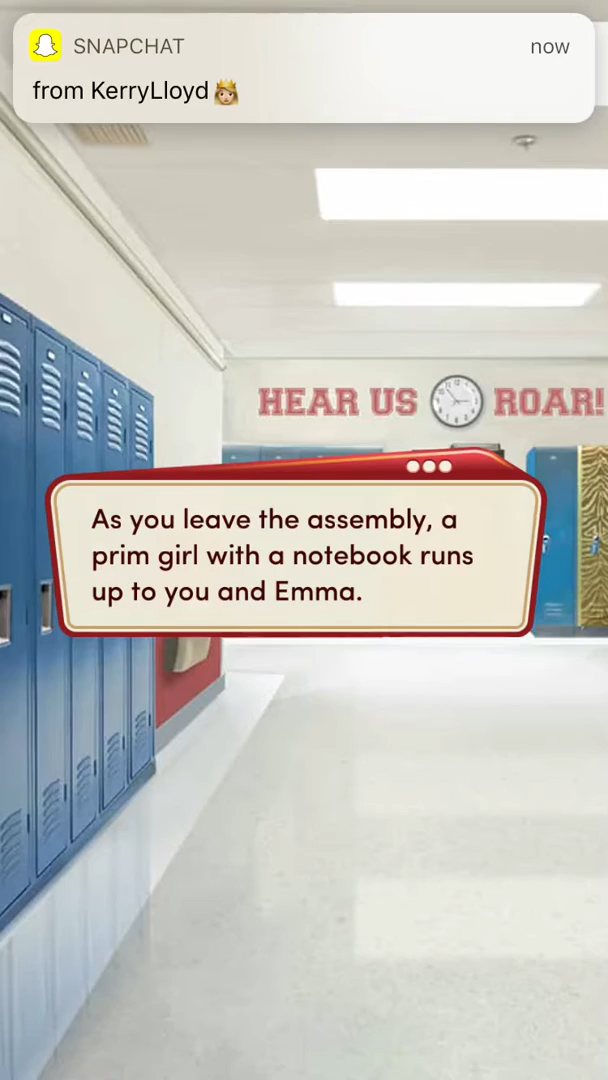 SNAPCHAT now
from KerryLloyd👸🏼
HEAR US ROAR!
As you leave the assembly, a
prim girl with a notebook runs
up to you and Emma.